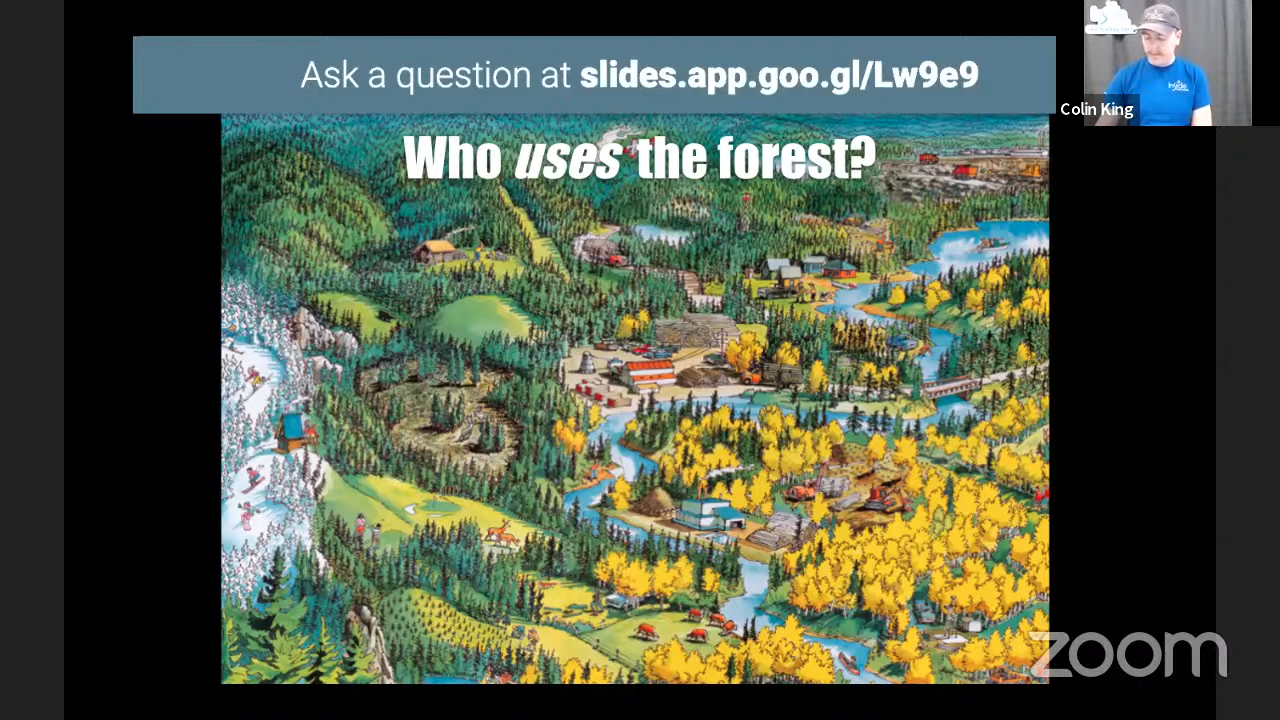 Ask a question at slides.app.goo.gl/Lw9e9
Colin King
Who uses the forest?
zoom